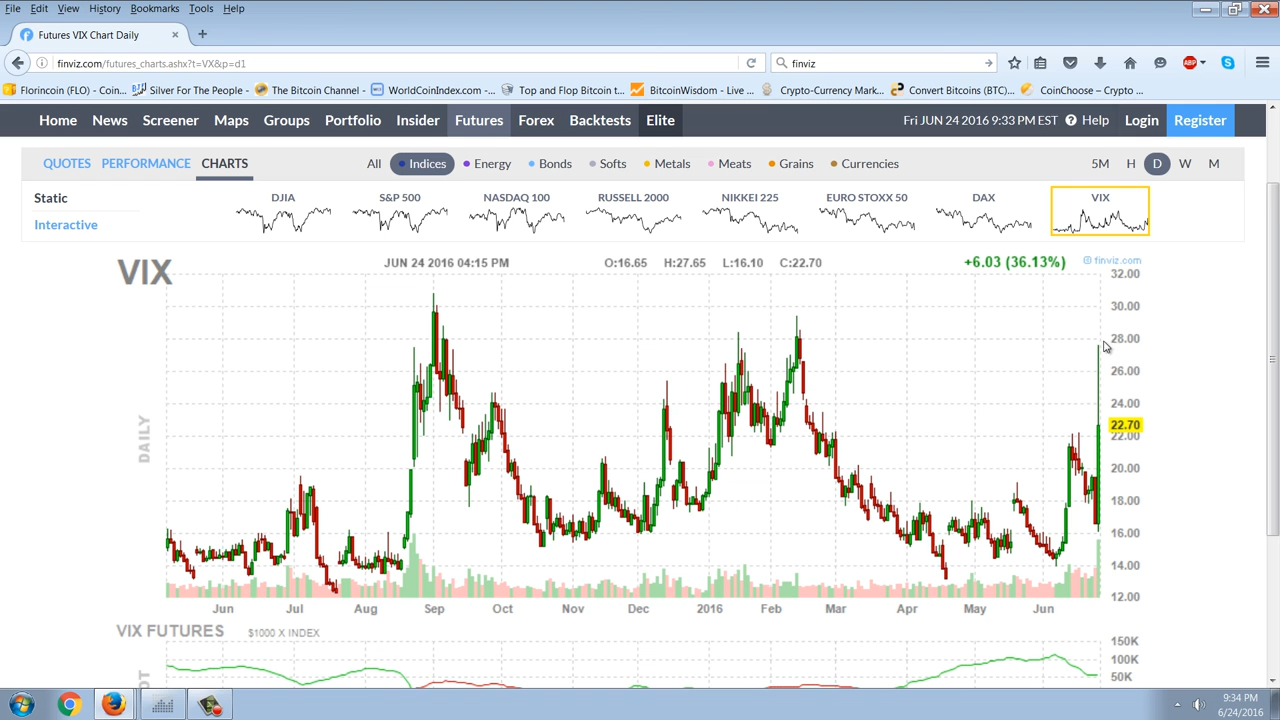 File Edit View History Bookmarks Tools Help
Futures VIX Chart Daily
finviz.com/futures_charts.ashx?t=VX&p=d1
finviz
Florincoin (FLO) - Coin... Silver For The People - ... The Bitcoin Channel - ... WorldCoinIndex.com -... Top and Flop Bitcoin t... BitcoinWisdom - Live ... Crypto-Currency Mark... Convert Bitcoins (BTC)... CoinChoose – Crypto ...
Home News Screener Maps Groups Portfolio Insider Futures Forex Backtests Elite Fri JUN 24 2016 9:33 PM EST Help Login Register
QUOTES PERFORMANCE CHARTS All Indices Energy Bonds Softs Metals Meats Grains Currencies 5M H D W M
Static
Interactive
DJIA S&P 500 NASDAQ 100 RUSSELL 2000 NIKKEI 225 EURO STOXX 50 DAX VIX
VIX JUN 24 2016 04:15 PM O:16.65 H:27.65 L:16.10 C:22.70 +6.03 (36.13%) © finviz.com
32.00
30.00
28.00
26.00
24.00
22.70
22.00
20.00
18.00
16.00
14.00
12.00
DAILY
Jun Jul Aug Sep Oct Nov Dec 2016 Feb Mar Apr May Jun
VIX FUTURES $1000 X INDEX
150K
100K
50K
ABP
9:34 PM
6/24/2016